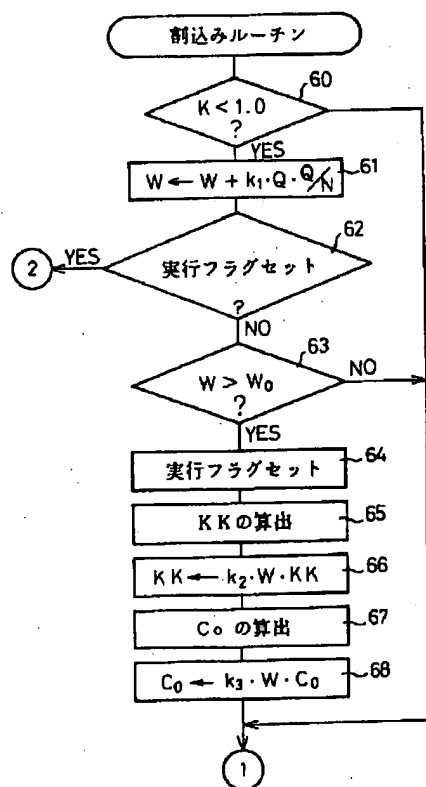 割込みルーチン
60
K < 1.0
?
YES
W ← W + k₁·Q·Q/N
61
62
実行フラグセット
?
YES
2
NO
63
W > W₀
?
NO
YES
実行フラグセット
64
KKの算出
65
KK ← k₂·W·KK
66
C₀ の算出
67
C₀ ← k₃·W·C₀
68
1